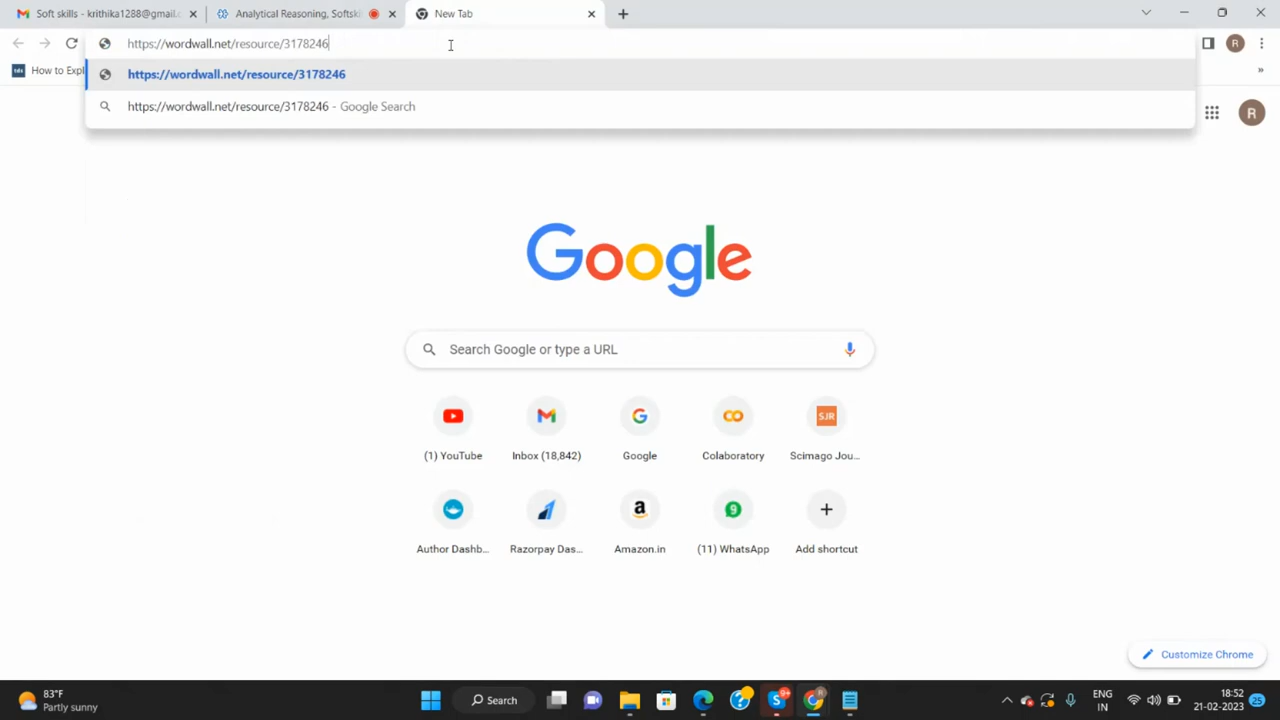 Soft skills - krithika1288@gmail.c
Analytical Reasoning, Softskil
New Tab
https://wordwall.net/resource/3178246
How to Expl
https://wordwall.net/resource/3178246
https://wordwall.net/resource/3178246 - Google Search
R
R
Google
Search Google or type a URL
SJR
(1) YouTube
Inbox (18,842)
Google
Colaboratory
Scimago Jou...
Author Dashb...
Razorpay Das...
Amazon.in
(11) WhatsApp
Add shortcut
Customize Chrome
83°F
Partly sunny
Search
ENG
IN
18:52
21-02-2023